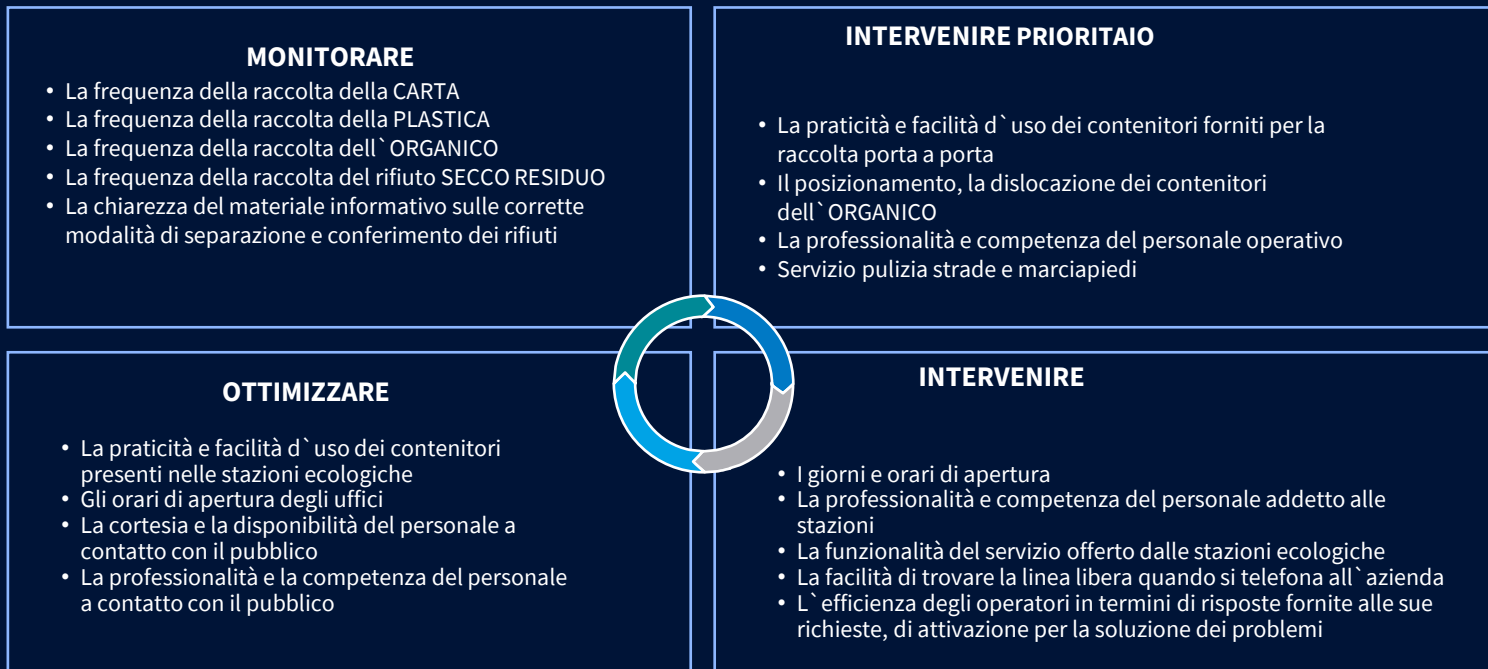 MONITORARE
• La frequenza della raccolta della CARTA
• La frequenza della raccolta della PLASTICA
• La frequenza della raccolta dell`ORGANICO
• La frequenza della raccolta del rifiuto SECCO RESIDUO
• La chiarezza del materiale informativo sulle corrette
modalità di separazione e conferimento dei rifiuti
INTERVENIRE PRIORITAIO
• La praticità e facilità d`uso dei contenitori forniti per la
raccolta porta a porta
• Il posizionamento, la dislocazione dei contenitori
dell`ORGANICO
• La professionalità e competenza del personale operativo
• Servizio pulizia strade e marciapiedi
OTTIMIZZARE
• La praticità e facilità d`uso dei contenitori
presenti nelle stazioni ecologiche
• Gli orari di apertura degli uffici
• La cortesia e la disponibilità del personale a
contatto con il pubblico
• La professionalità e la competenza del personale
a contatto con il pubblico
INTERVENIRE
• I giorni e orari di apertura
• La professionalità e competenza del personale addetto alle
stazioni
• La funzionalità del servizio offerto dalle stazioni ecologiche
• La facilità di trovare la linea libera quando si telefona all`azienda
• L`efficienza degli operatori in termini di risposte fornite alle sue
richieste, di attivazione per la soluzione dei problemi